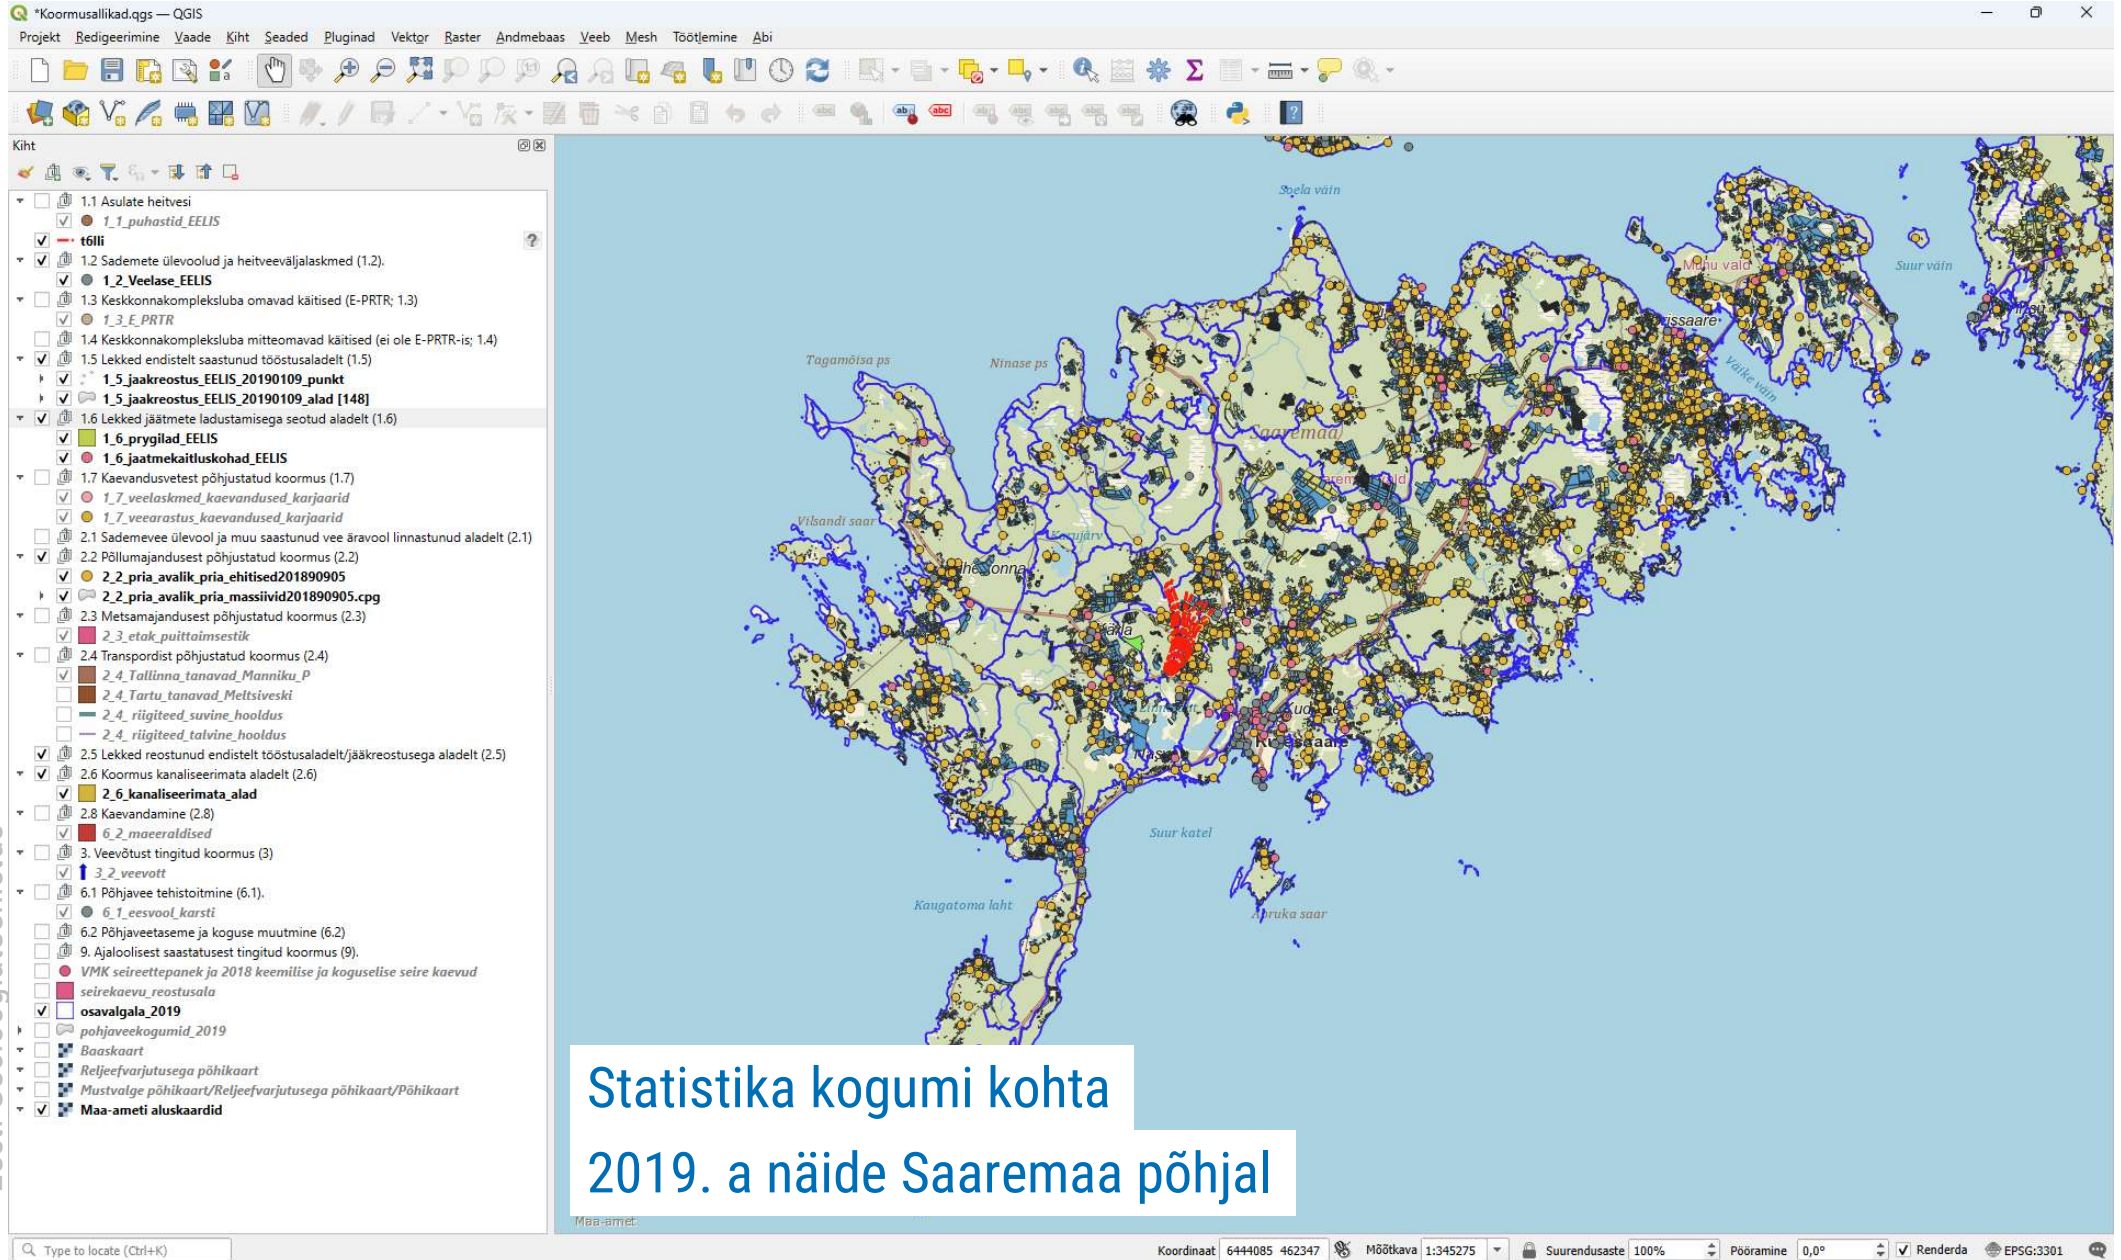 *Koormusallikad.qgs — QGIS
Projekt Redigeerimine Vaade Kiht Seaded Pluginad Vektor Raster Andmebaas Veeb Mesh Töötlemine Abi
Kiht
1.1 Asulate heitvesi
1_1_puhastid_EELIS
t6lli
1.2 Sademete ülevoolud ja heitveeväljalaskmed (1.2).
1_2_Veelase_EELIS
1.3 Keskkonnakompleksluba omavad käitised (E-PRTR; 1.3)
1_3_E_PRTR
1.4 Keskkonnakompleksluba mitteomavad käitised (ei ole E-PRTR-is; 1.4)
1.5 Lekked endistelt saastunud tööstusaladelt (1.5)
1_5_jaakreostus_EELIS_20190109_punkt
1_5_jaakreostus_EELIS_20190109_alad [148]
1.6 Lekked jäätmete ladustamisega seotud aladelt (1.6)
1_6_prygilad_EELIS
1_6_jaatmekaitluskohad_EELIS
1.7 Kaevandusvetest põhjustatud koormus (1.7)
1_7_veelaskmed_kaevandused_karjaarid
1_7_veearastus_kaevandused_karjaarid
2.1 Sademevee ülevool ja muu saastunud vee äravool linnastunud aladelt (2.1)
2.2 Põllumajandusest põhjustatud koormus (2.2)
2_2_pria_avalik_pria_ehitised201890905
2_2_pria_avalik_pria_massiivid201890905.cpg
2.3 Metsamajandusest põhjustatud koormus (2.3)
2_3_etak_puittaimsestik
2.4 Transpordist põhjustatud koormus (2.4)
2_4_Tallinna_tanavad_Manniku_P
2_4_Tartu_tanavad_Meltsiveski
2_4_ riigiteed_suvine_hooldus
2_4_ riigiteed_talvine_hooldus
2.5 Lekked reostunud endistelt tööstusaladelt/jääkreostusega aladelt (2.5)
2.6 Koormus kanaliseerimata aladelt (2.6)
2_6_kanaliseerimata_alad
2.8 Kaevandamine (2.8)
6_2_maeeraldised
3. Veevõtust tingitud koormus (3)
3_2_veevott
6.1 Põhjavee tehistoitmine (6.1).
6_1_eesvool_karsti
6.2 Põhjaveetaseme ja koguse muutmine (6.2)
9. Ajaloolisest saastatusest tingitud koormus (9).
VMK seireettepanek ja 2018 keemilise ja koguselise seire kaevud
seirekaevu_reostusala
osavalgala_2019
pohjaveekogumid_2019
Baaskaart
Reljeefvarjutusega põhikaart
Mustvalge põhikaart/Reljeefvarjutusega põhikaart/Põhikaart
Maa-ameti aluskaardid
Soela väin
Muhu vald
Suur väin
Tagamõisa ps
Ninase ps
Väike väin
Saaremaa
Vilsandi saar
Karujärv
Kärla
Kuressaare
Suur katel
Kaugatoma laht
Abruka saar
Statistika kogumi kohta
2019. a näide Saaremaa põhjal
Maa-amet
Type to locate (Ctrl+K)
Koordinaat 6444085 462347 Mõõtkava 1:345275 Suurendusaste 100% Pööramine 0,0° Renderda EPSG:3301